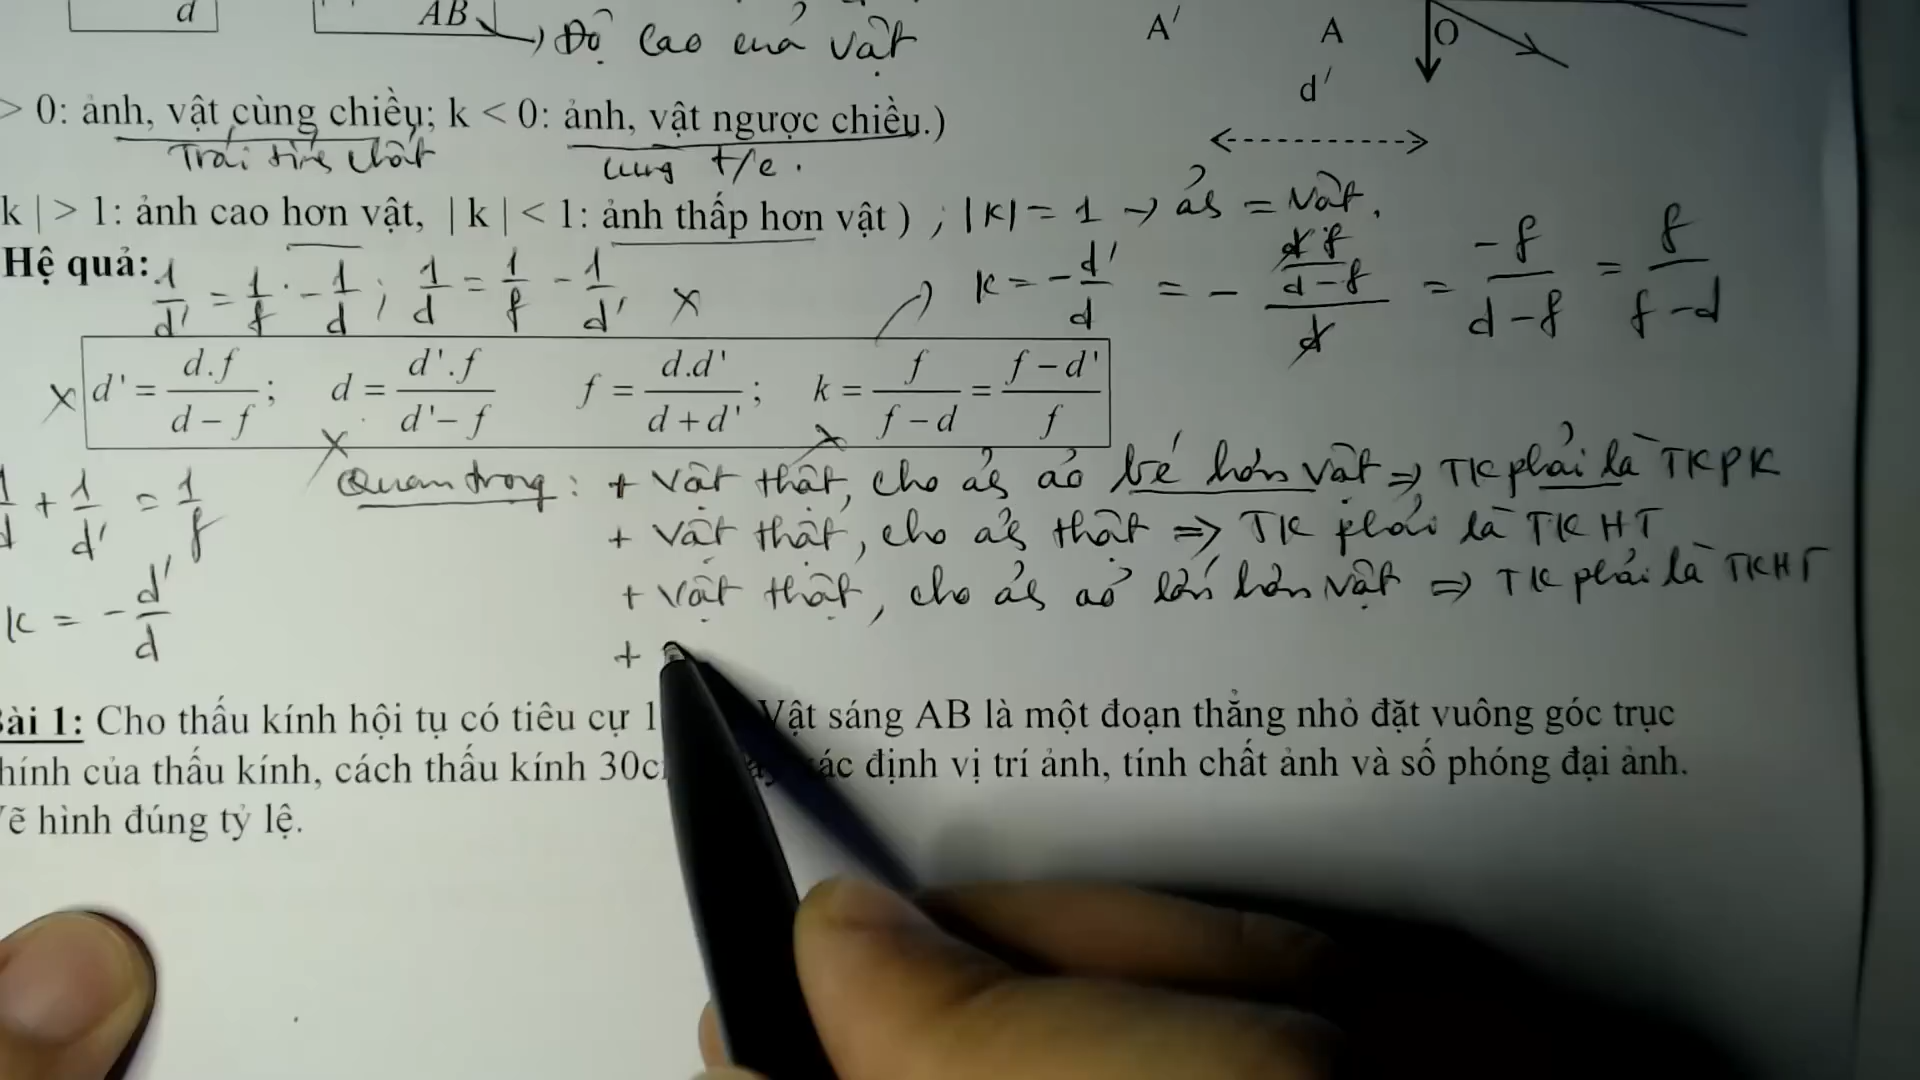 d
AB → Độ cao của vật
A' A O
d'
> 0: ảnh, vật cùng chiều; k < 0: ảnh, vật ngược chiều.)
Trái tính chất cùng t/c.
k | > 1: ảnh cao hơn vật, | k | < 1: ảnh thấp hơn vật ) ; |k| = 1 → ảnh = vật.
Hệ quả: 1/d' = 1/f - 1/d ; 1/d = 1/f - 1/d' x
k = - d'/d = - (d f/(d-f))/d = -f/(d-f) = f/(f-d)
x d' = d.f/(d-f); d = d'.f/(d'-f) f = d.d'/(d+d'); k = f/(f-d) = (f-d')/f
x x
1/d + 1/d' = 1/f
k = - d'/d
Quan trọng: + Vật thật, cho ảnh ảo bé hơn vật ⇒ TK phải là TKPK
+ Vật thật, cho ảnh thật ⇒ TK phải là TKHT
+ Vật thật, cho ảnh ảo lớn hơn vật ⇒ TK phải là TKHT
+
ài 1: Cho thấu kính hội tụ có tiêu cự 1 Vật sáng AB là một đoạn thẳng nhỏ đặt vuông góc trục
hính của thấu kính, cách thấu kính 30c ác định vị trí ảnh, tính chất ảnh và số phóng đại ảnh.
ẽ hình đúng tỷ lệ.